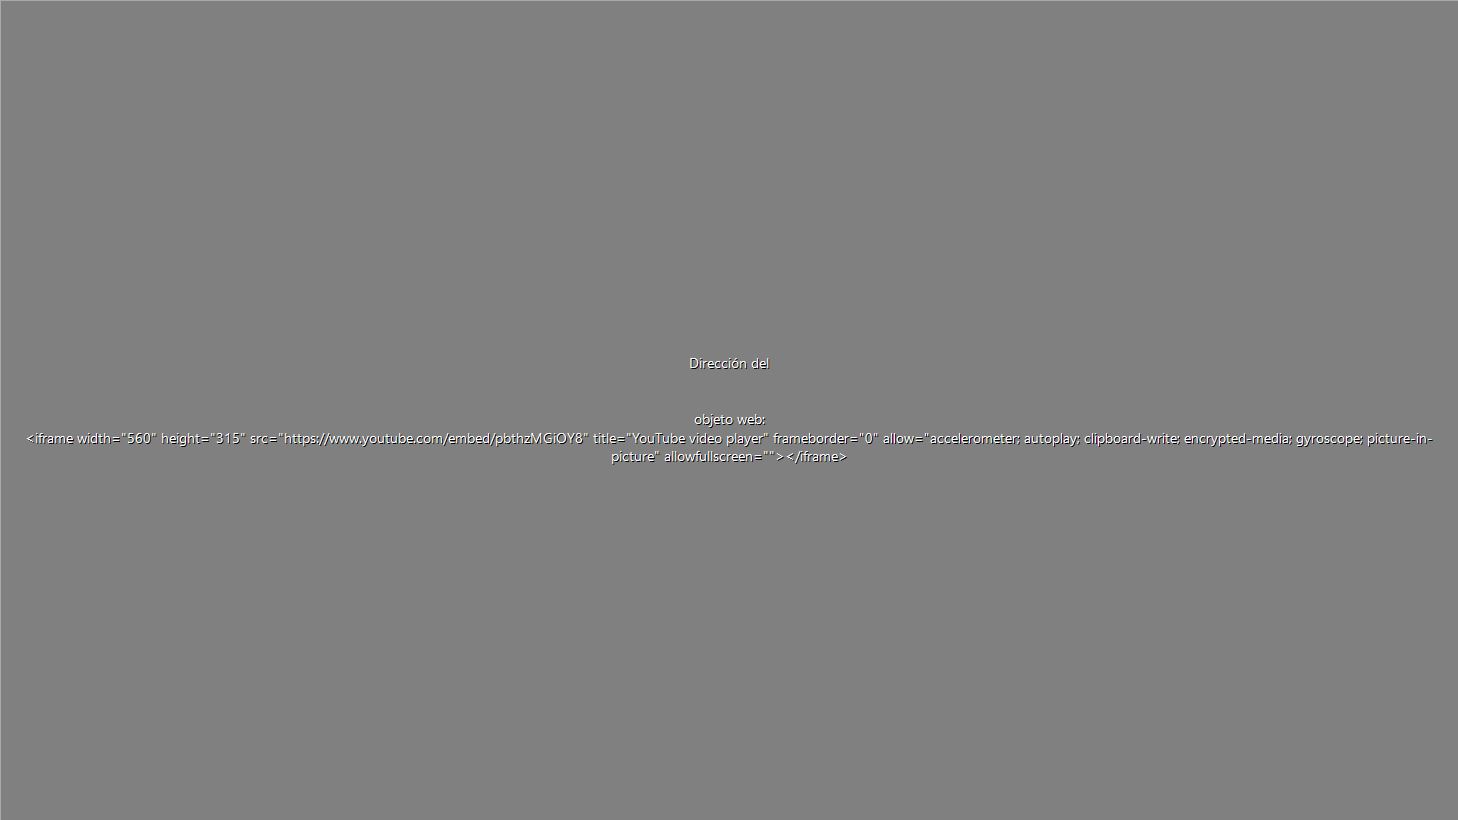 Dirección del
objeto web:
<iframe width="560" height="315" src="https://www.youtube.com/embed/pbthzMGiOY8" title="YouTube video player" frameborder="0" allow="accelerometer; autoplay; clipboard-write; encrypted-media; gyroscope; picture-in-
picture" allowfullscreen=""></iframe>